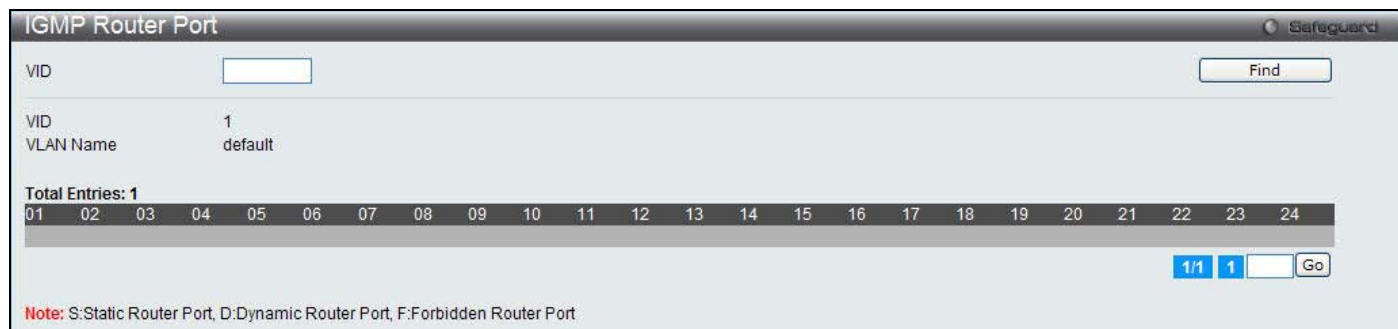 IGMP Router Port Safeguard
VID Find
VID 1
VLAN Name default
Total Entries: 1
01 02 03 04 05 06 07 08 09 10 11 12 13 14 15 16 17 18 19 20 21 22 23 24
1/1 1 Go
Note: S:Static Router Port, D:Dynamic Router Port, F:Forbidden Router Port